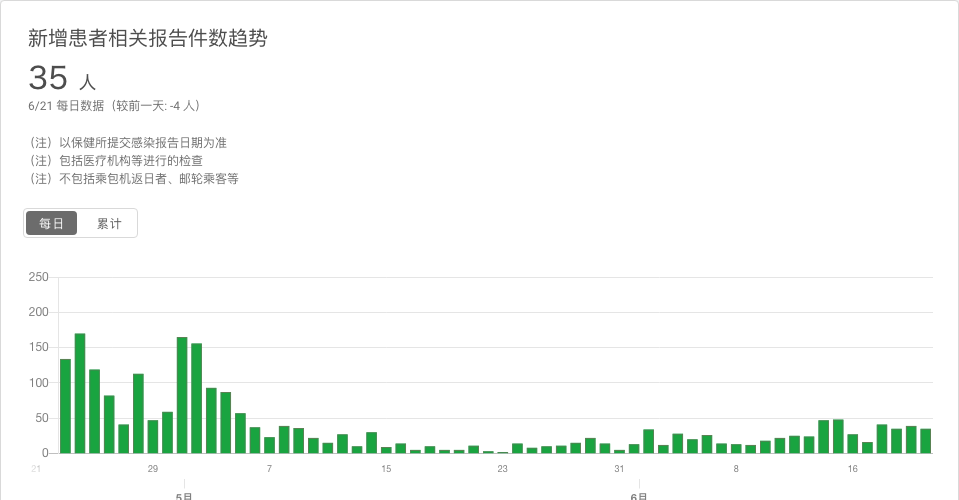 新增患者相关报告件数趋势
35 人
6/21 每日数据（较前一天: -4 人）
（注）以保健所提交感染报告日期为准
（注）包括医疗机构等进行的检查
（注）不包括乘包机返日者、邮轮乘客等
每日 累计
250
200
150
100
50
0
21 29 7 15 23 31 8 16
5月 6月